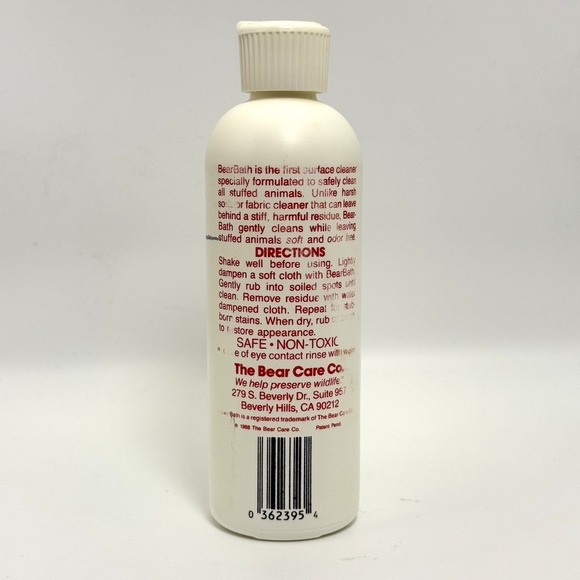 BearBath is the first surface cleaner
specially formulated to safely clean
all stuffed animals. Unlike harsh
or fabric cleaner that can leave
behind a stiff, harmful residue, Bear-
Bath gently cleans while leaving
stuffed animals soft and odor free.
DIRECTIONS
Shake well before using. Lightly
dampen a soft cloth with BearBath.
Gently rub into soiled spots until
clean. Remove residue with water
dampened cloth. Repeat for stub-
born stains. When dry, rub
to restore appearance.
SAFE • NON-TOXIC
e of eye contact rinse with
The Bear Care Co.
We help preserve wildlife
279 S. Beverly Dr., Suite 957
Beverly Hills, CA 90212
Bath is a registered trademark of The Bear Care Co.
© 1988 The Bear Care Co. Patent Pend.
0 362395 4